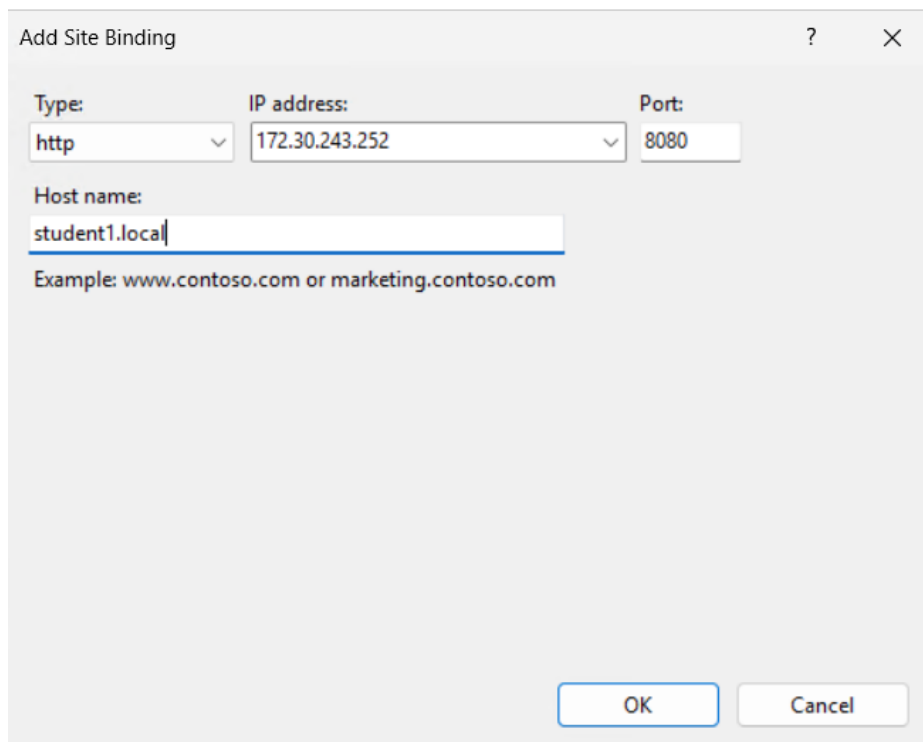 Add Site Binding ?
Type: IP address: Port:
http 172.30.243.252 8080
Host name:
student1.local
Example: www.contoso.com or marketing.contoso.com
OK Cancel